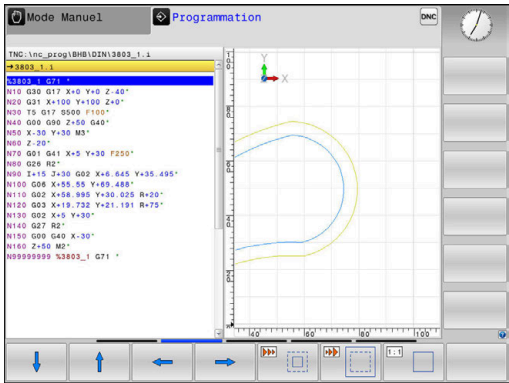 Mode Manuel
Programmation
DNC
TNC:\nc_prog\BHB\DIN\3803_1.i
→3803_1.i
%3803_1 G71 *
N10 G30 G17 X+0 Y+0 Z-40*
N20 G31 X+100 Y+100 Z+0*
N30 T5 G17 S500 F100*
N40 G00 G90 Z+50 G40*
N50 X-30 Y+30 M3*
N60 Z-20*
N70 G01 G41 X+5 Y+30 F250*
N80 G26 R2*
N90 I+15 J+30 G02 X+6.645 Y+35.495*
N100 G06 X+55.55 Y+69.488*
N110 G02 X+58.995 Y+30.025 R+20*
N120 G03 X+19.732 Y+21.191 R+75*
N130 G02 X+5 Y+30*
N140 G27 R2*
N150 G00 G40 X-30*
N160 Z+50 M2*
N99999999 %3803_1 G71 *
Y
X
100
80
60
40
20
40
60
80
100
1:1